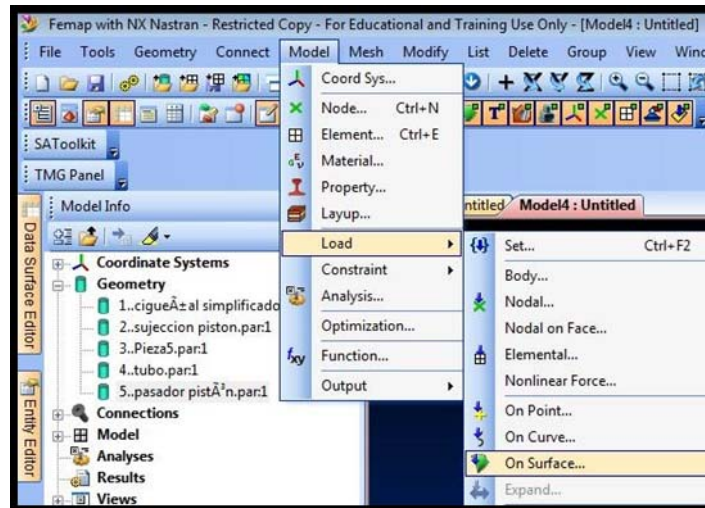 Femap with NX Nastran - Restricted Copy - For Educational and Training Use Only - [Model4 : Untitled]
File Tools Geometry Connect Model Mesh Modify List Delete Group View
SAToolkit
TMG Panel
Model Info
Coordinate Systems
Geometry
1..cigueÃ±al simplificado
2..sujeccion piston.par:1
3..Pieza5.par:1
4..tubo.par:1
5..pasador pistÃ³n.par:1
Connections
Model
Analyses
Results
Views
Data Surface Editor
Entity Editor
Coord Sys...
Node... Ctrl+N
Element... Ctrl+E
Material...
Property...
Layup...
Load
Constraint
Analysis...
Optimization...
Function...
Output
Model4 : Untitled
Set... Ctrl+F2
Body...
Nodal...
Nodal on Face...
Elemental...
Nonlinear Force...
On Point...
On Curve...
On Surface...
Expand...